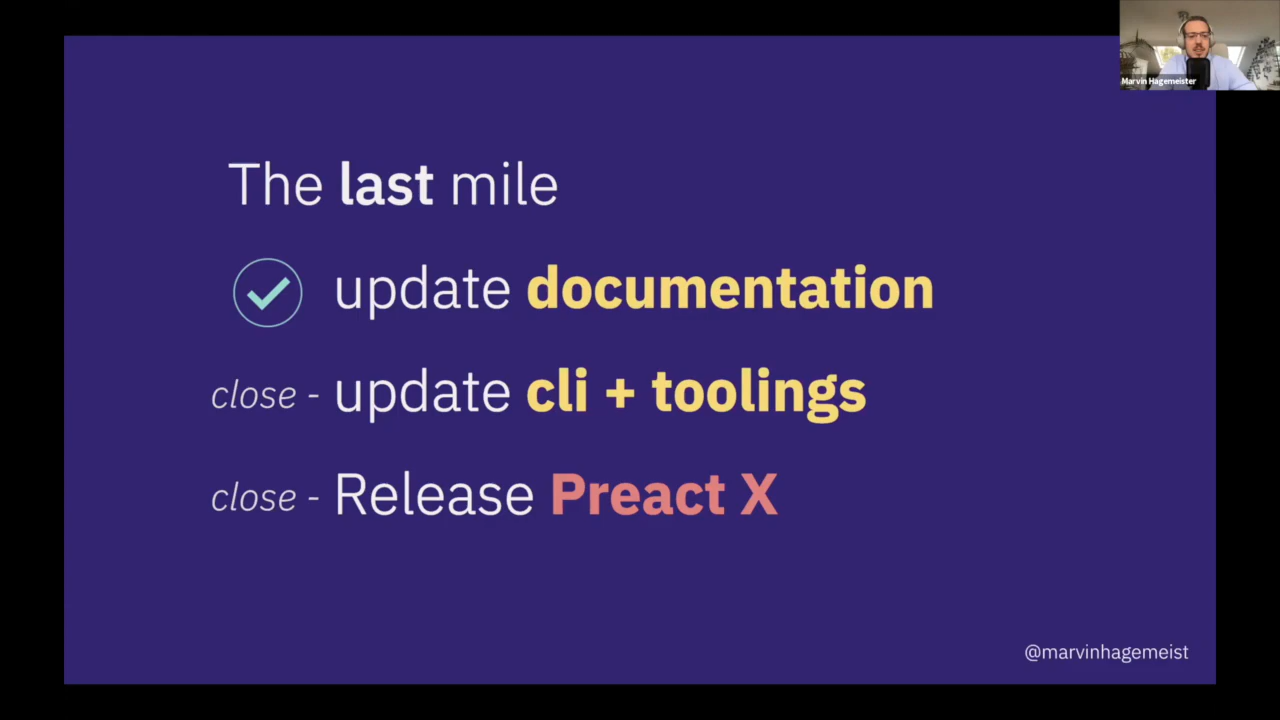 Marvin Hagemeister
The last mile
update documentation
close - update cli + toolings
close - Release Preact X
@marvinhagemeist